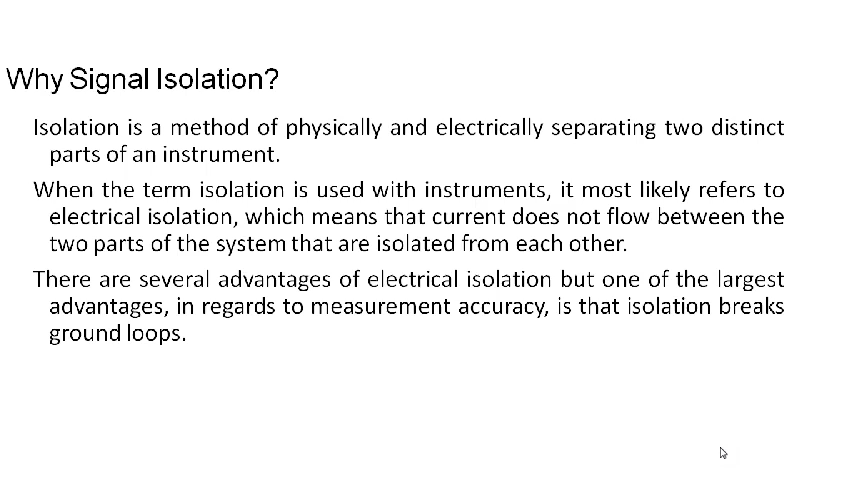 Why Signal Isolation?
Isolation is a method of physically and electrically separating two distinct
parts of an instrument.
When the term isolation is used with instruments, it most likely refers to
electrical isolation, which means that current does not flow between the
two parts of the system that are isolated from each other.
There are several advantages of electrical isolation but one of the largest
advantages, in regards to measurement accuracy, is that isolation breaks
ground loops.